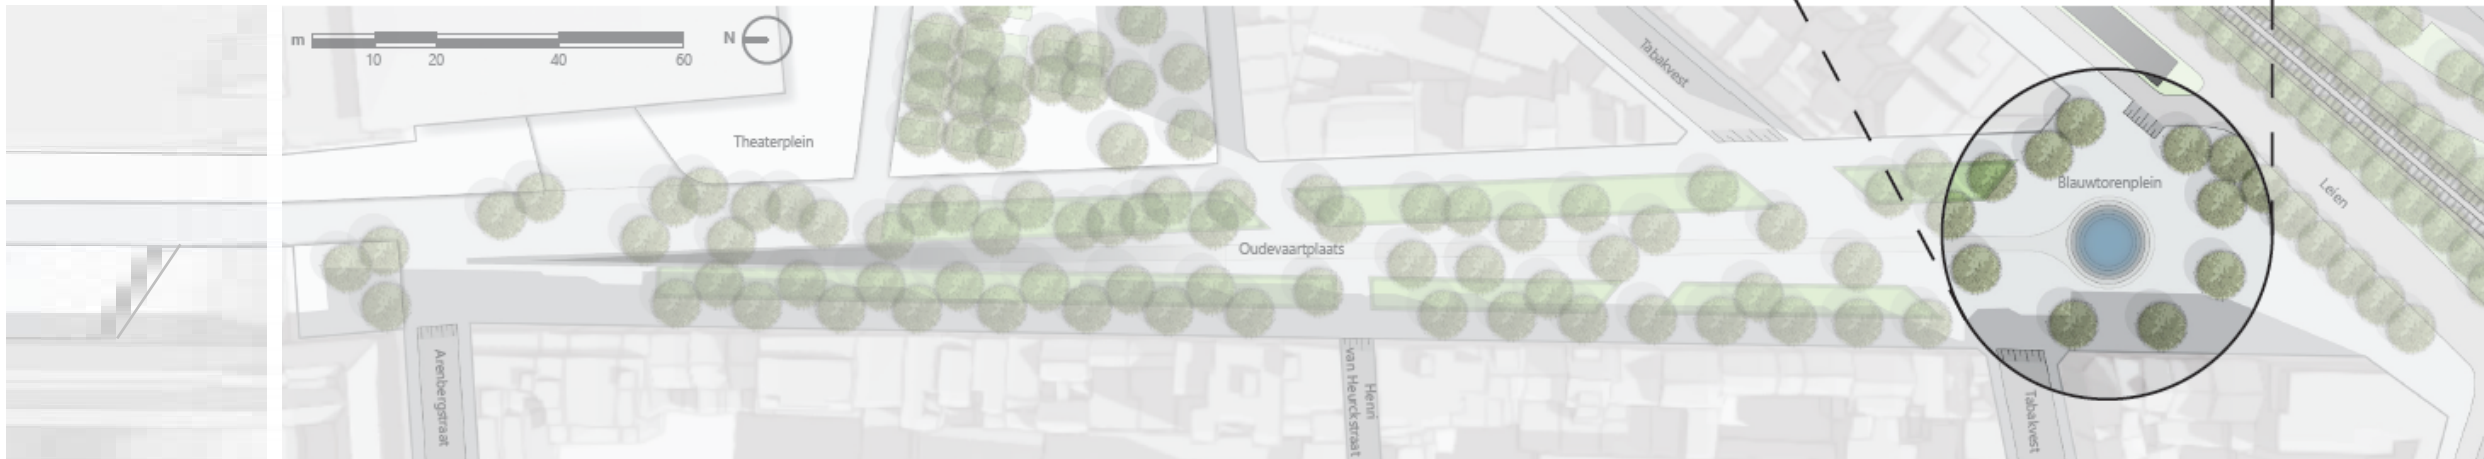 m
10 20 40 60
N
Theaterplein
Tabakvest
Blauwtorenplein
Leien
Oudevaartplaats
Arenbergstraat
Henri
van Heurckstraat
Tabakvest